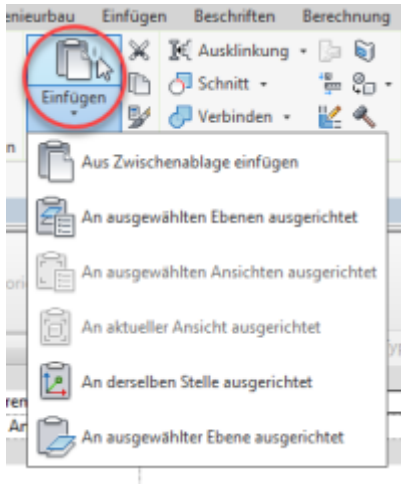 enieurbau Einfügen Beschriften Berechnung
Ausklinkung
Einfügen
Schnitt
Verbinden
n
Aus Zwischenablage einfügen
An ausgewählten Ebenen ausgerichtet
An ausgewählten Ansichten ausgerichtet
An aktueller Ansicht ausgerichtet
An derselben Stelle ausgerichtet
An ausgewählter Ebene ausgerichtet